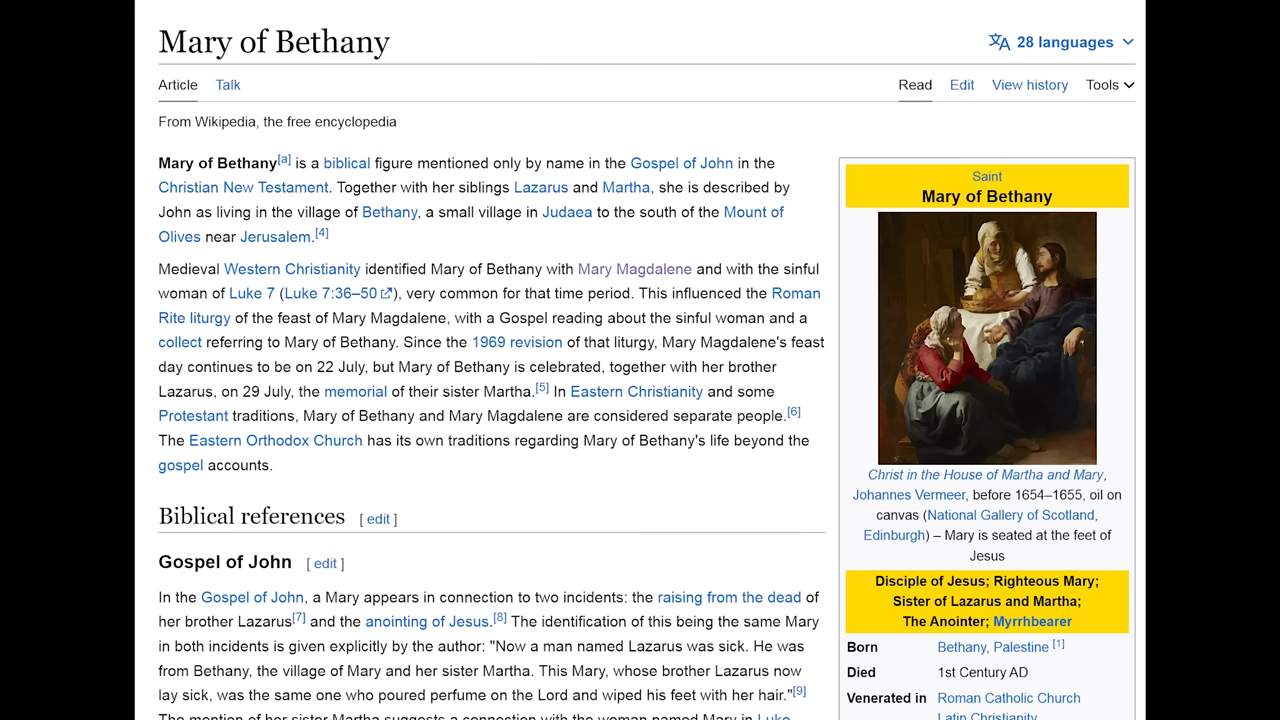 Mary of Bethany
28 languages
Article Talk
Read Edit View history Tools
From Wikipedia, the free encyclopedia
Mary of Bethany[a] is a biblical figure mentioned only by name in the Gospel of John in the
Christian New Testament. Together with her siblings Lazarus and Martha, she is described by
John as living in the village of Bethany, a small village in Judaea to the south of the Mount of
Olives near Jerusalem.[4]
Medieval Western Christianity identified Mary of Bethany with Mary Magdalene and with the sinful
woman of Luke 7 (Luke 7:36–50), very common for that time period. This influenced the Roman
Rite liturgy of the feast of Mary Magdalene, with a Gospel reading about the sinful woman and a
collect referring to Mary of Bethany. Since the 1969 revision of that liturgy, Mary Magdalene's feast
day continues to be on 22 July, but Mary of Bethany is celebrated, together with her brother
Lazarus, on 29 July, the memorial of their sister Martha.[5] In Eastern Christianity and some
Protestant traditions, Mary of Bethany and Mary Magdalene are considered separate people.[6]
The Eastern Orthodox Church has its own traditions regarding Mary of Bethany's life beyond the
gospel accounts.
Biblical references [ edit ]
Gospel of John [ edit ]
In the Gospel of John, a Mary appears in connection to two incidents: the raising from the dead of
her brother Lazarus[7] and the anointing of Jesus.[8] The identification of this being the same Mary
in both incidents is given explicitly by the author: "Now a man named Lazarus was sick. He was
from Bethany, the village of Mary and her sister Martha. This Mary, whose brother Lazarus now
lay sick, was the same one who poured perfume on the Lord and wiped his feet with her hair."[9]
The mention of her sister Martha suggests a connection with the woman named Mary in Luke
Saint
Mary of Bethany
Christ in the House of Martha and Mary,
Johannes Vermeer, before 1654–1655, oil on
canvas (National Gallery of Scotland,
Edinburgh) – Mary is seated at the feet of
Jesus
Disciple of Jesus; Righteous Mary;
Sister of Lazarus and Martha;
The Anointer; Myrrhbearer
Born Bethany, Palestine [1]
Died 1st Century AD
Venerated in Roman Catholic Church
Latin Christianity